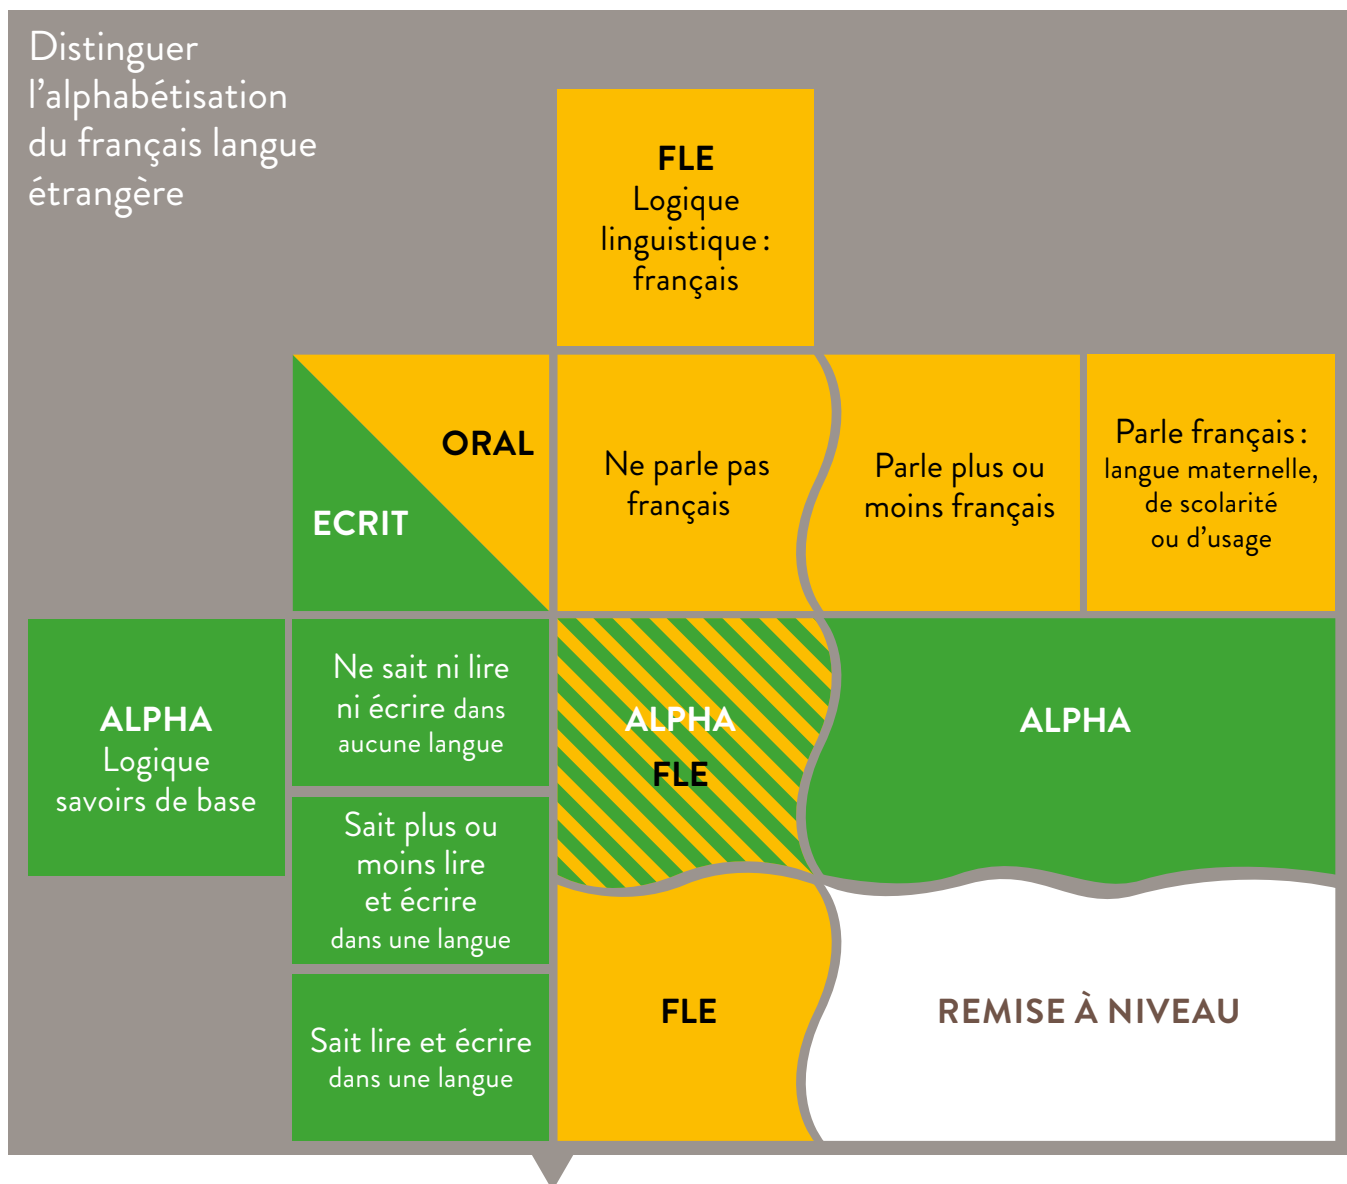 Distinguer
l’alphabétisation
du français langue
étrangère
FLE
Logique
linguistique :
français
ORAL
ECRIT
Ne parle pas
français
Parle plus ou
moins français
Parle français :
langue maternelle,
de scolarité
ou d’usage
ALPHA
Logique
savoirs de base
Ne sait ni lire
ni écrire dans
aucune langue
ALPHA
FLE
ALPHA
Sait plus ou
moins lire
et écrire
dans une langue
Sait lire et écrire
dans une langue
FLE
REMISE À NIVEAU